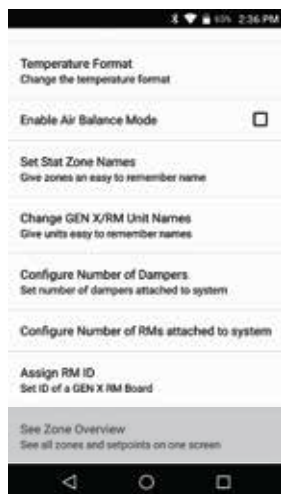 2:36 PM
Temperature Format
Change the temperature format
Enable Air Balance Mode
Set Stat Zone Names
Give zones an easy to remember name
Change GEN X/RM Unit Names
Give units easy to remember names
Configure Number of Dampers
Set number of dampers attached to system
Configure Number of RMs attached to system
Assign RM ID
Set ID of a GEN X RM Board
See Zone Overview
See all zones and setpoints on one screen